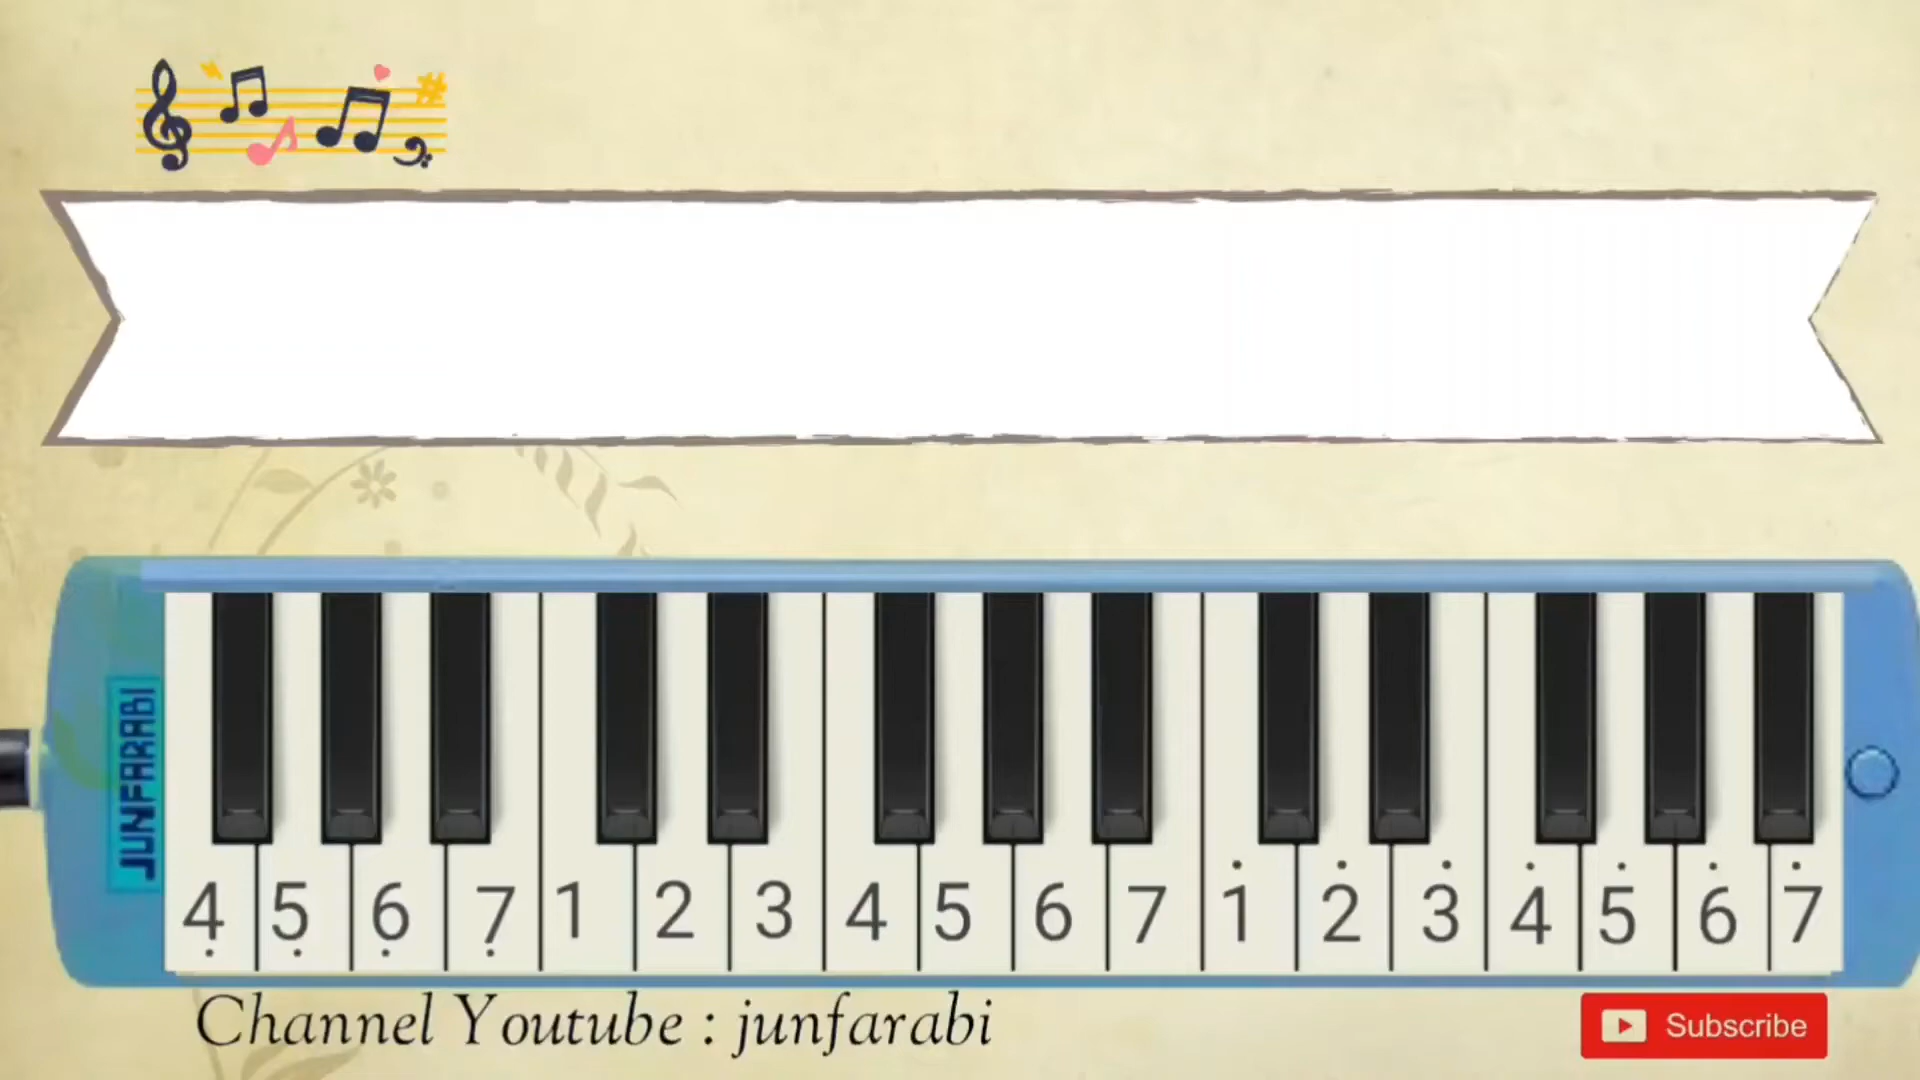 JUNFARABI
4̣ 5̣ 6̣ 7̣ 1 2 3 4 5 6 7 1̇ 2̇ 3̇ 4̇ 5̇ 6̇ 7̇
Channel Youtube : junfarabi
Subscribe